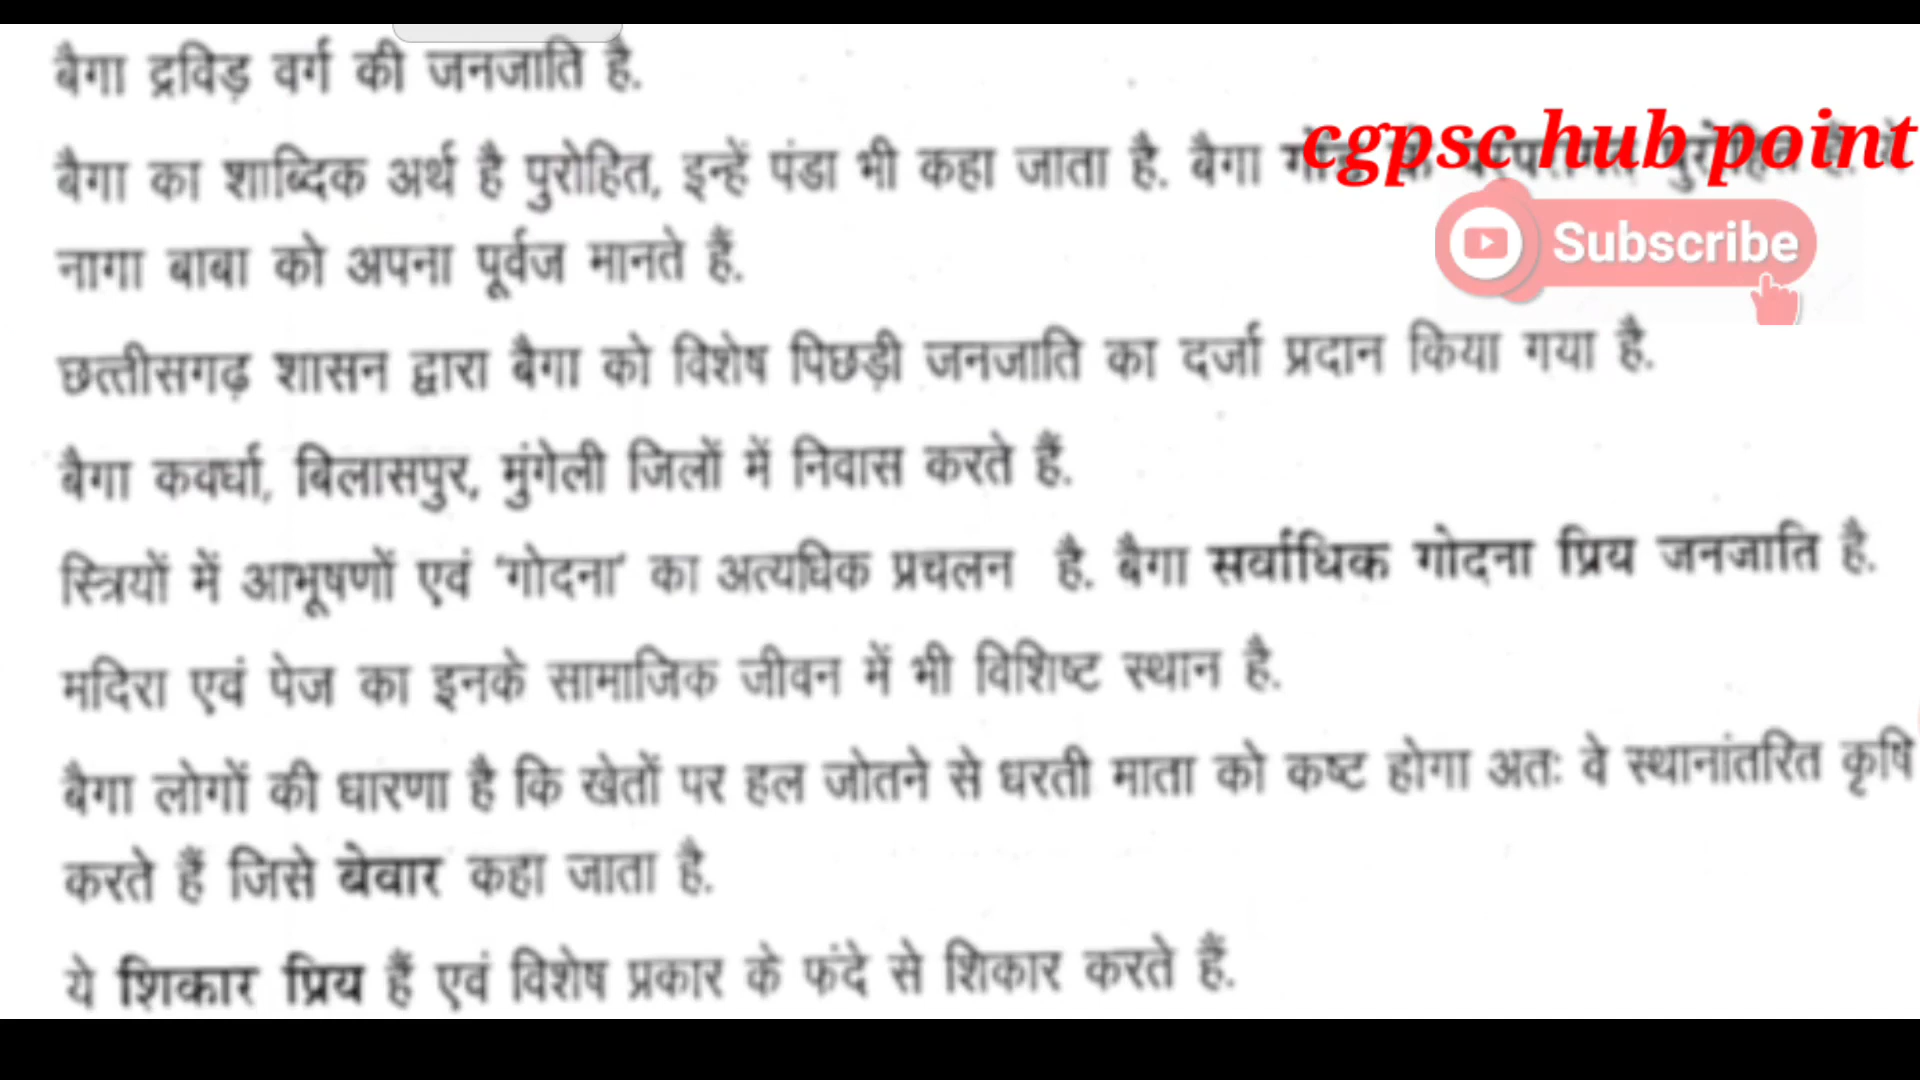 बैगा द्रविड़ वर्ग की जनजाति है.
cgpsc hub point
बैगा का शाब्दिक अर्थ है पुरोहित, इन्हें पंडा भी कहा जाता है. बैगा
Subscribe
नागा बाबा को अपना पूर्वज मानते हैं.
छत्तीसगढ़ शासन द्वारा बैगा को विशेष पिछड़ी जनजाति का दर्जा प्रदान किया गया है.
बैगा कवर्धा, बिलासपुर, मुंगेली जिलों में निवास करते हैं.
स्त्रियों में आभूषणों एवं 'गोदना' का अत्यधिक प्रचलन है. बैगा सर्वाधिक गोदना प्रिय जनजाति है.
मदिरा एवं पेज का इनके सामाजिक जीवन में भी विशिष्ट स्थान है.
बैगा लोगों की धारणा है कि खेतों पर हल जोतने से धरती माता को कष्ट होगा अतः वे स्थानांतरित कृषि
करते हैं जिसे बेवार कहा जाता है.
ये शिकार प्रिय हैं एवं विशेष प्रकार के फंदे से शिकार करते हैं.